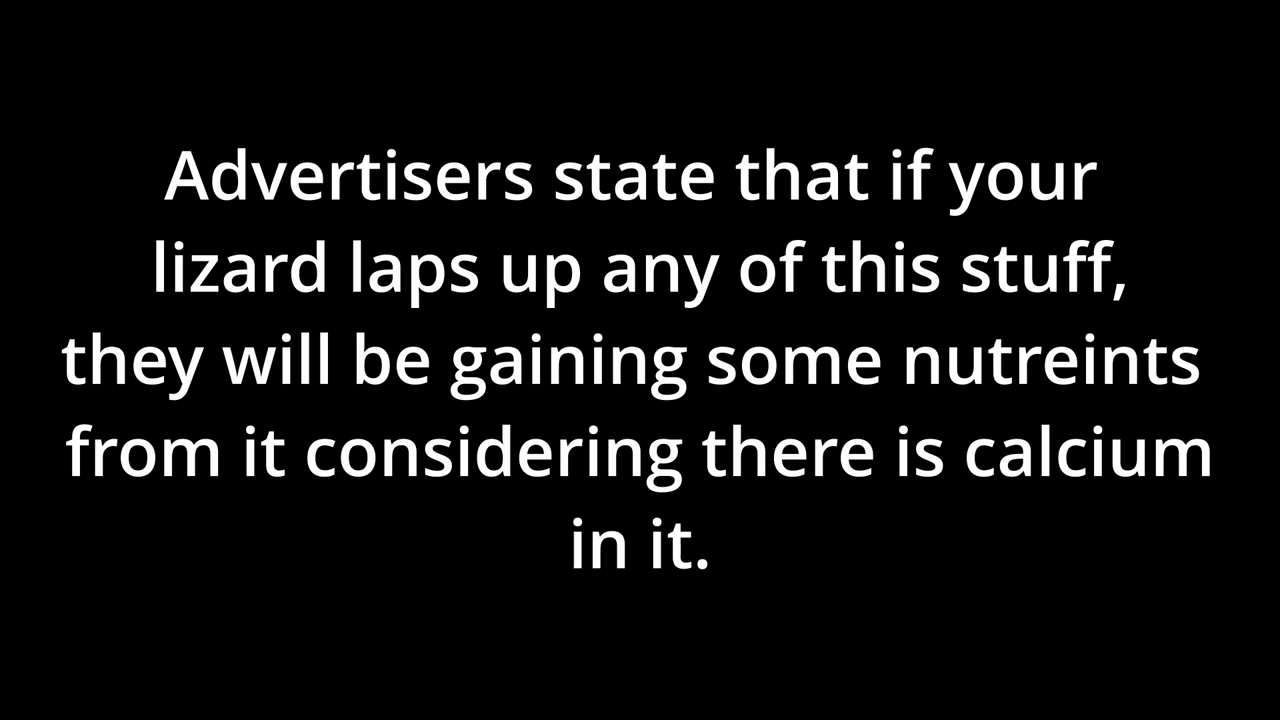 Advertisers state that if your
lizard laps up any of this stuff,
they will be gaining some nutreints
from it considering there is calcium
in it.